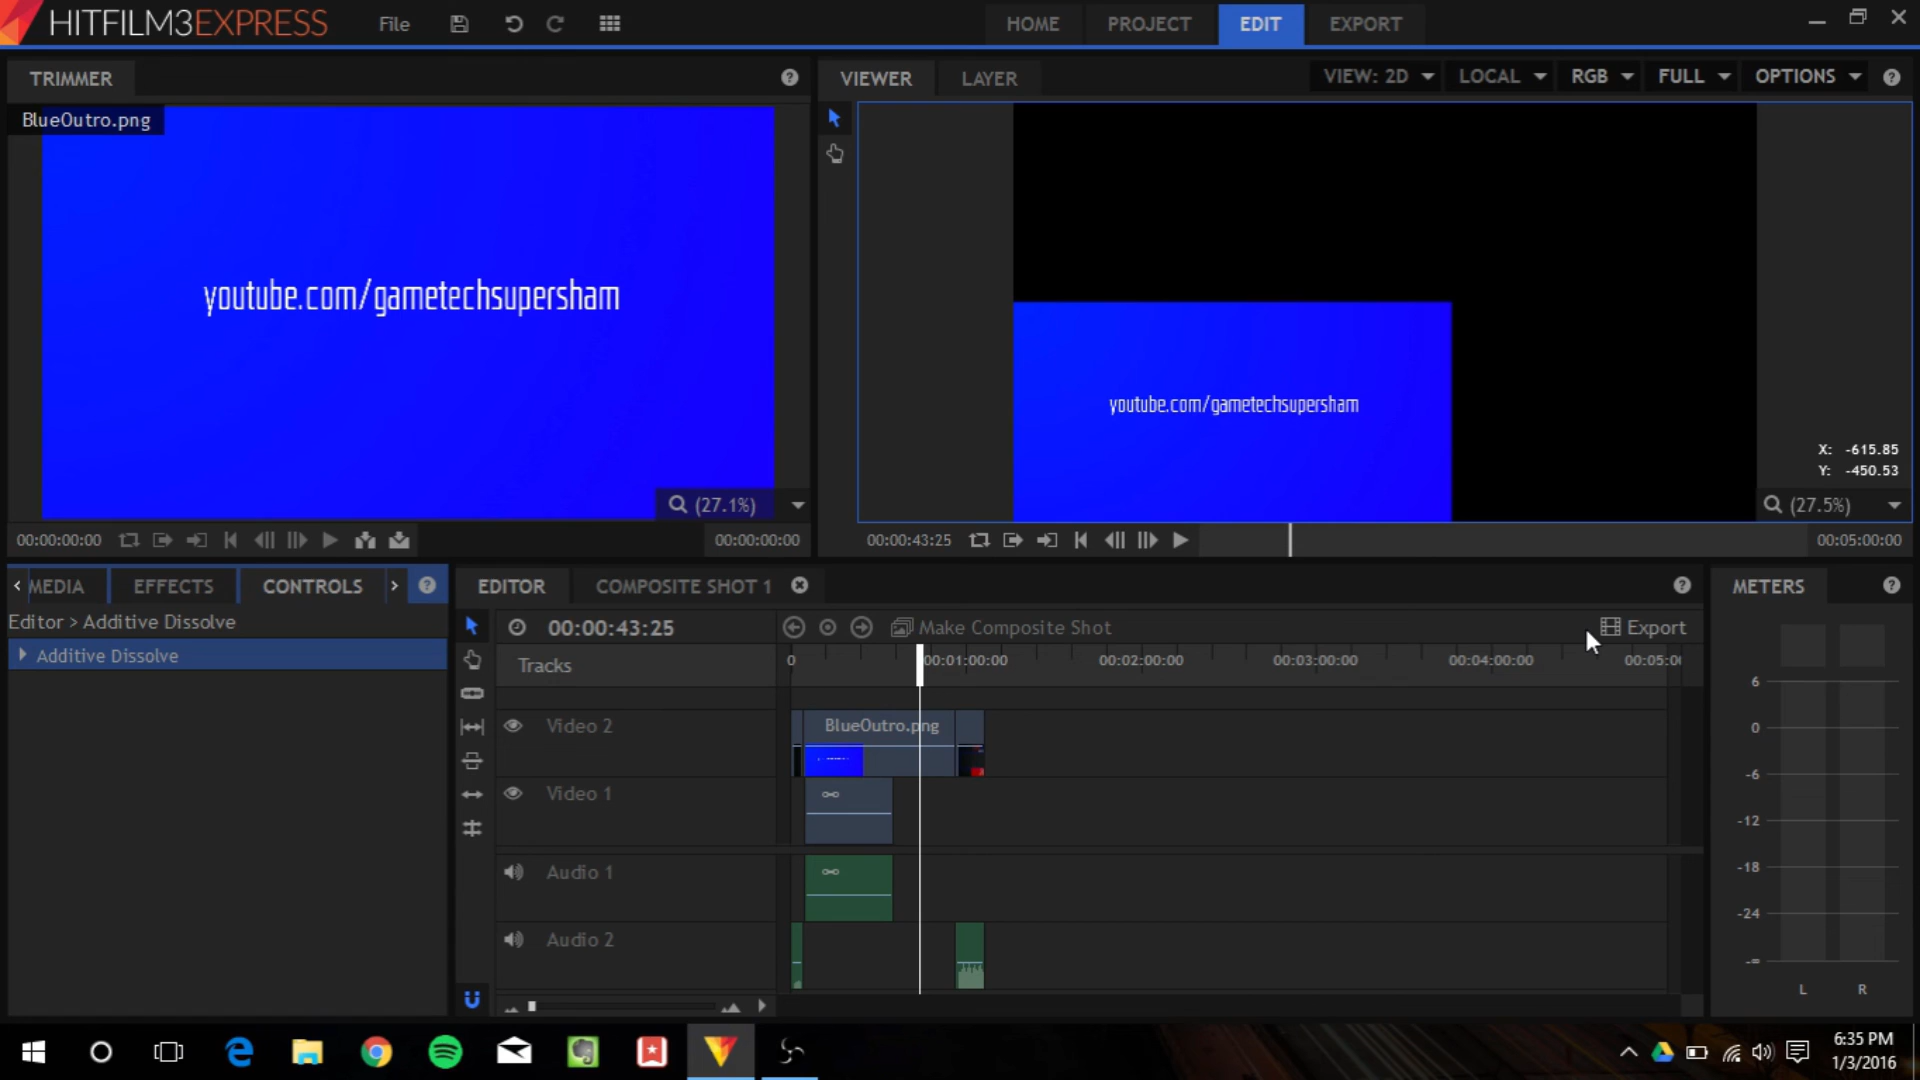 HITFILM3EXPRESS File HOME PROJECT EDIT EXPORT
TRIMMER
BlueOutro.png
youtube.com/gametechsupersham
(27.1%)
00:00:00:00 00:00:00:00
VIEWER LAYER VIEW: 2D LOCAL RGB FULL OPTIONS
youtube.com/gametechsupersham
X: -615.85
Y: -450.53
(27.5%)
00:00:43:25 00:05:00:00
MEDIA EFFECTS CONTROLS
Editor > Additive Dissolve
Additive Dissolve
EDITOR COMPOSITE SHOT 1
00:00:43:25 Make Composite Shot Export
Tracks 0 00:01:00:00 00:02:00:00 00:03:00:00 00:04:00:00 00:05:0
Video 2 BlueOutro.png
Video 1
Audio 1
Audio 2
METERS
6
0
-6
-12
-18
-24
-∞
L R
6:35 PM
1/3/2016